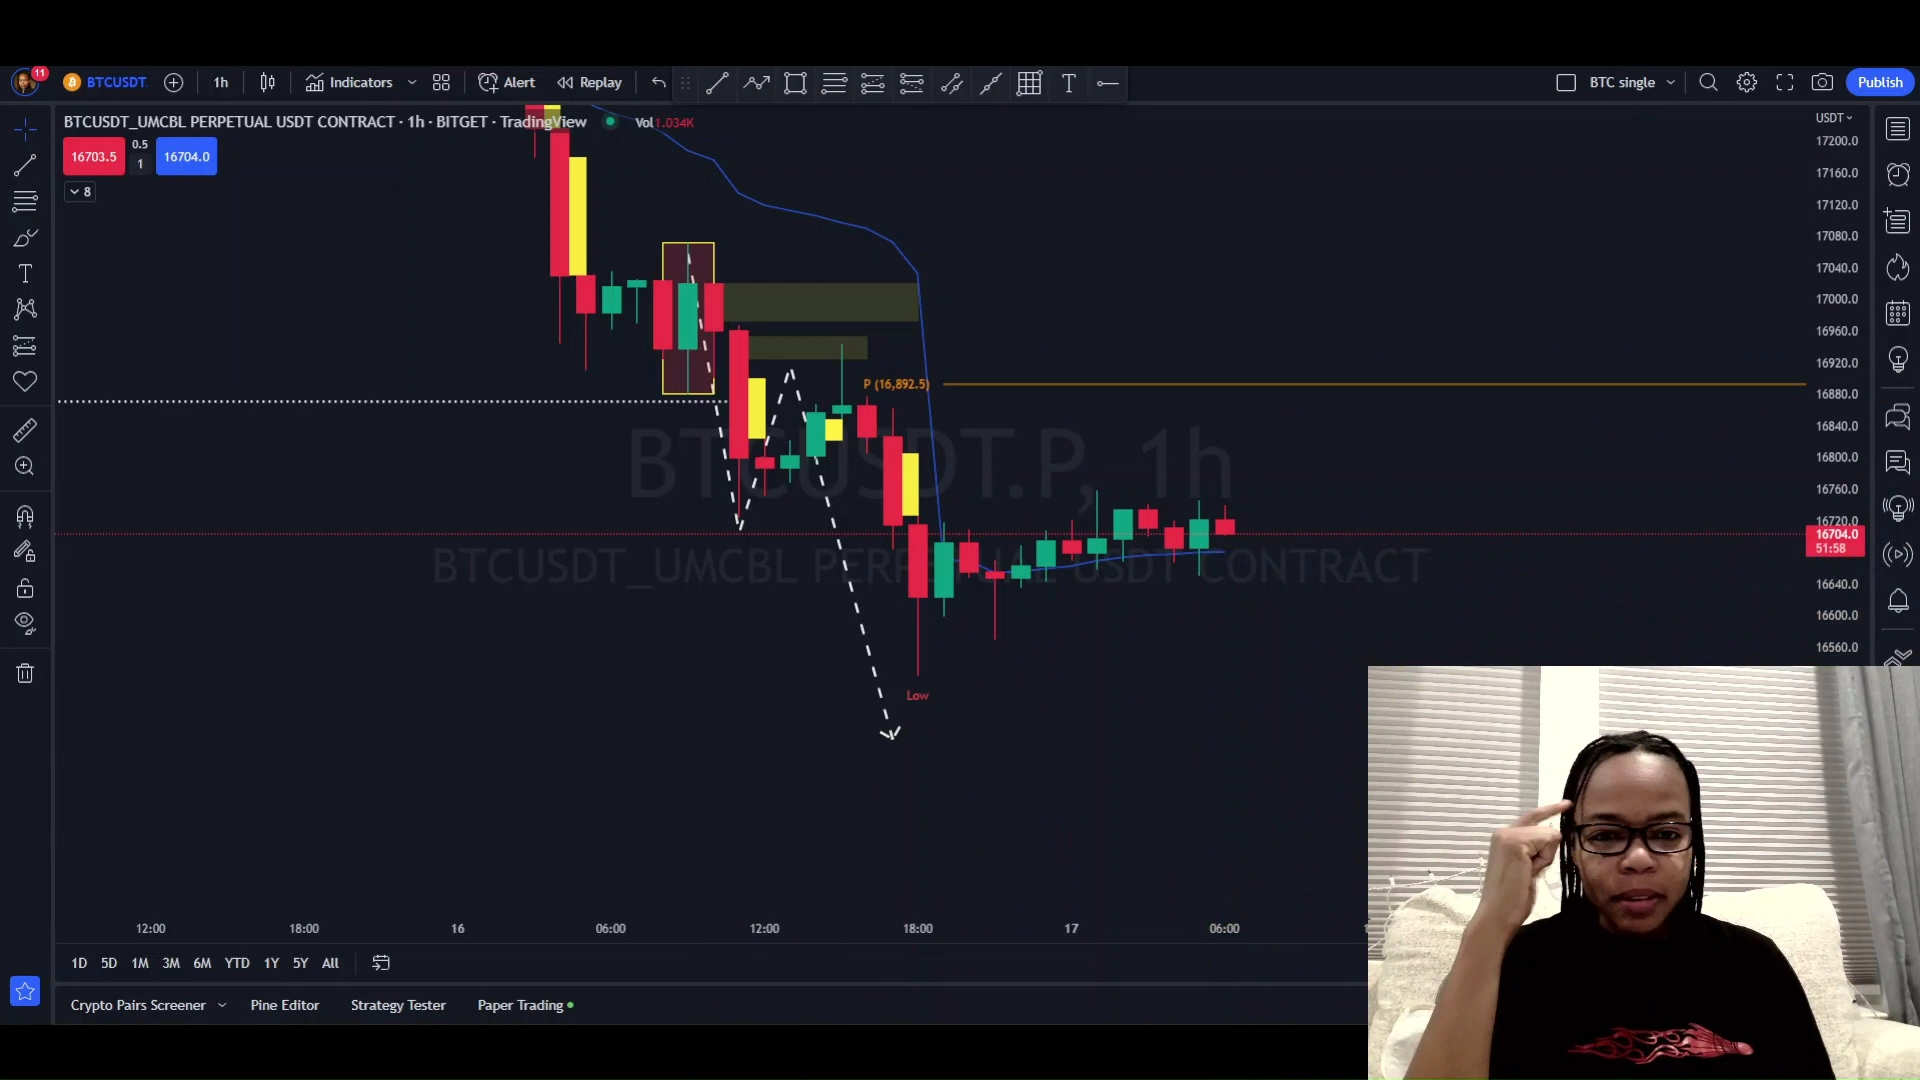 11
BTCUSDT
1h
Indicators
Alert
Replay
BTC single
Publish
BTCUSDT_UMCBL PERPETUAL USDT CONTRACT · 1h · BITGET · TradingView
Vol 1.034K
USDT
16703.5
0.5
1
16704.0
8
17200.0
17160.0
17120.0
17080.0
17040.0
17000.0
16960.0
16920.0
16880.0
16840.0
16800.0
16760.0
16720.0
16704.0
51:58
16640.0
16600.0
16560.0
P (16,892.5)
BTCUSDT.P, 1h
BTCUSDT_UMCBL PERPETUAL USDT CONTRACT
Low
12:00
18:00
16
06:00
12:00
18:00
17
06:00
1D 5D 1M 3M 6M YTD 1Y 5Y All
Crypto Pairs Screener
Pine Editor
Strategy Tester
Paper Trading